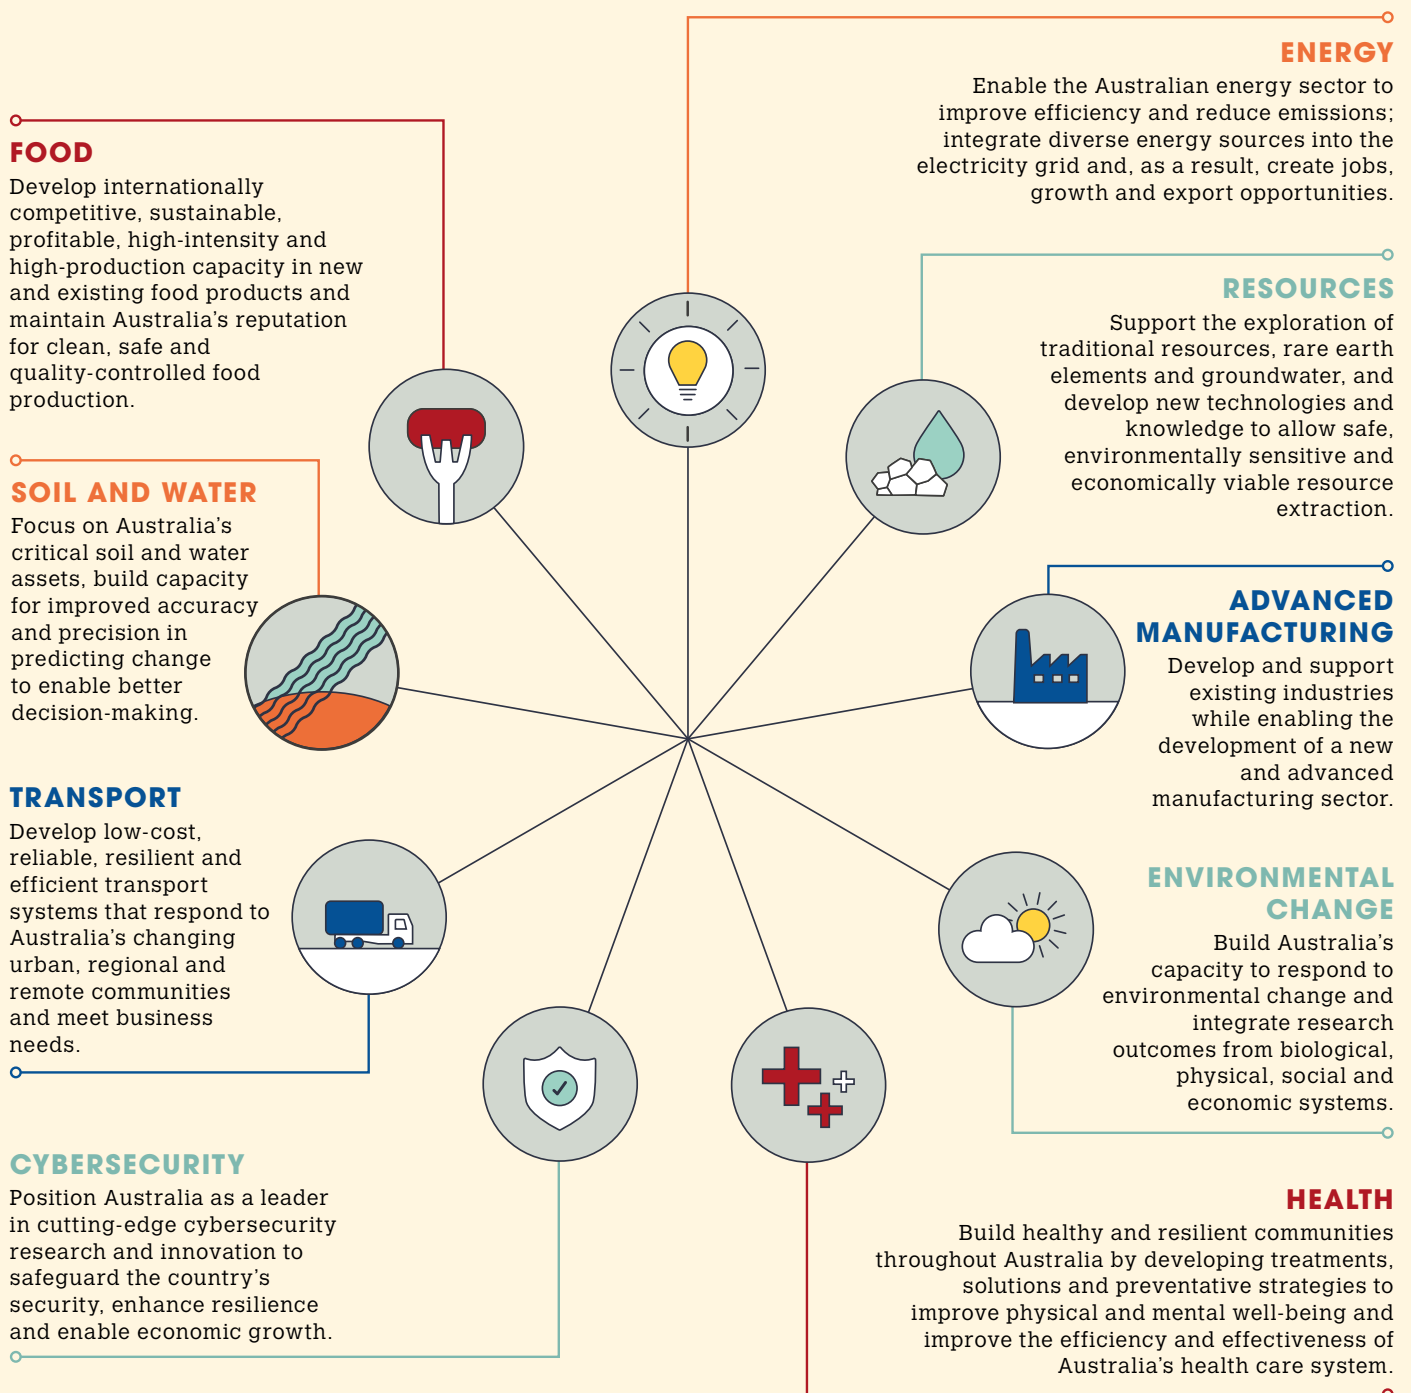 ENERGY
Enable the Australian energy sector to
improve efficiency and reduce emissions;
integrate diverse energy sources into the
electricity grid and, as a result, create jobs,
growth and export opportunities.
FOOD
Develop internationally
competitive, sustainable,
profitable, high-intensity and
high-production capacity in new
and existing food products and
maintain Australia’s reputation
for clean, safe and
quality-controlled food
production.
RESOURCES
Support the exploration of
traditional resources, rare earth
elements and groundwater, and
develop new technologies and
knowledge to allow safe,
environmentally sensitive and
economically viable resource
extraction.
SOIL AND WATER
Focus on Australia’s
critical soil and water
assets, build capacity
for improved accuracy
and precision in
predicting change
to enable better
decision-making.
ADVANCED
MANUFACTURING
Develop and support
existing industries
while enabling the
development of a new
and advanced
manufacturing sector.
TRANSPORT
Develop low-cost,
reliable, resilient and
efficient transport
systems that respond to
Australia’s changing
urban, regional and
remote communities
and meet business
needs.
ENVIRONMENTAL
CHANGE
Build Australia’s
capacity to respond to
environmental change and
integrate research
outcomes from biological,
physical, social and
economic systems.
CYBERSECURITY
Position Australia as a leader
in cutting-edge cybersecurity
research and innovation to
safeguard the country’s
security, enhance resilience
and enable economic growth.
HEALTH
Build healthy and resilient communities
throughout Australia by developing treatments,
solutions and preventative strategies to
improve physical and mental well-being and
improve the efficiency and effectiveness of
Australia’s health care system.